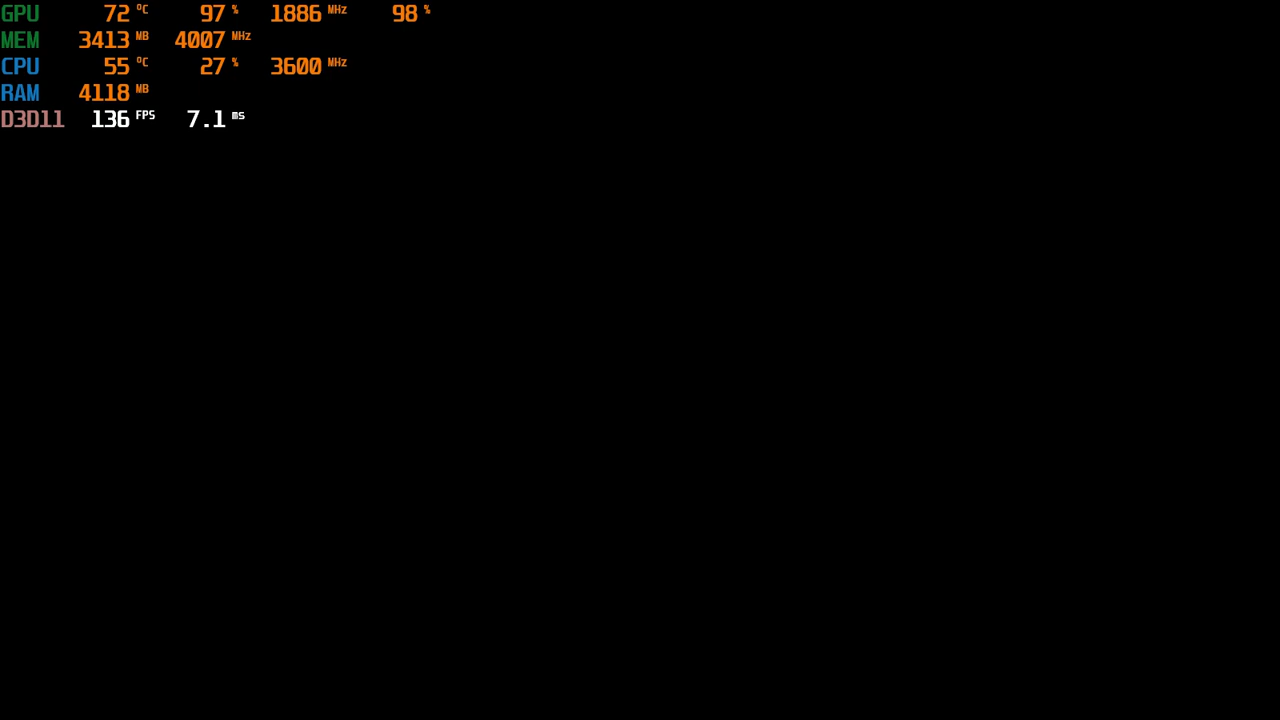 GPU 72 °C 97 % 1886 MHz 98 %
MEM 3413 MB 4007 MHz
CPU 55 °C 27 % 3600 MHz
RAM 4118 MB
D3D11 136 FPS 7.1 ms